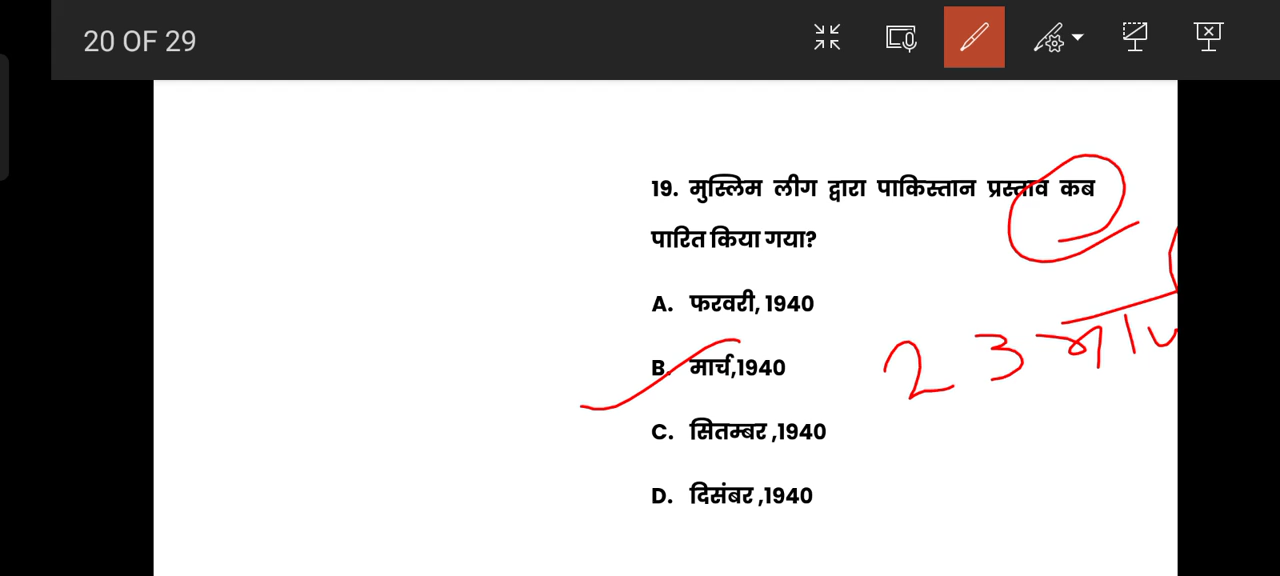 20 OF 29
19. मुस्लिम लीग द्वारा पाकिस्तान प्रस्ताव कब
पारित किया गया?
A. फरवरी, 1940
B. मार्च,1940
23
C. सितम्बर ,1940
D. दिसंबर ,1940